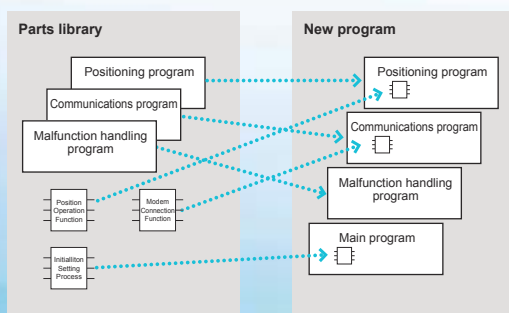 Parts library
Positioning program
Communications program
Malfunction handling
program
Position
Operation
Function
Modem
Connection
Function
Initialliton
Setting
Process
New program
Positioning program
Communications program
Malfunction handling
program
Main program